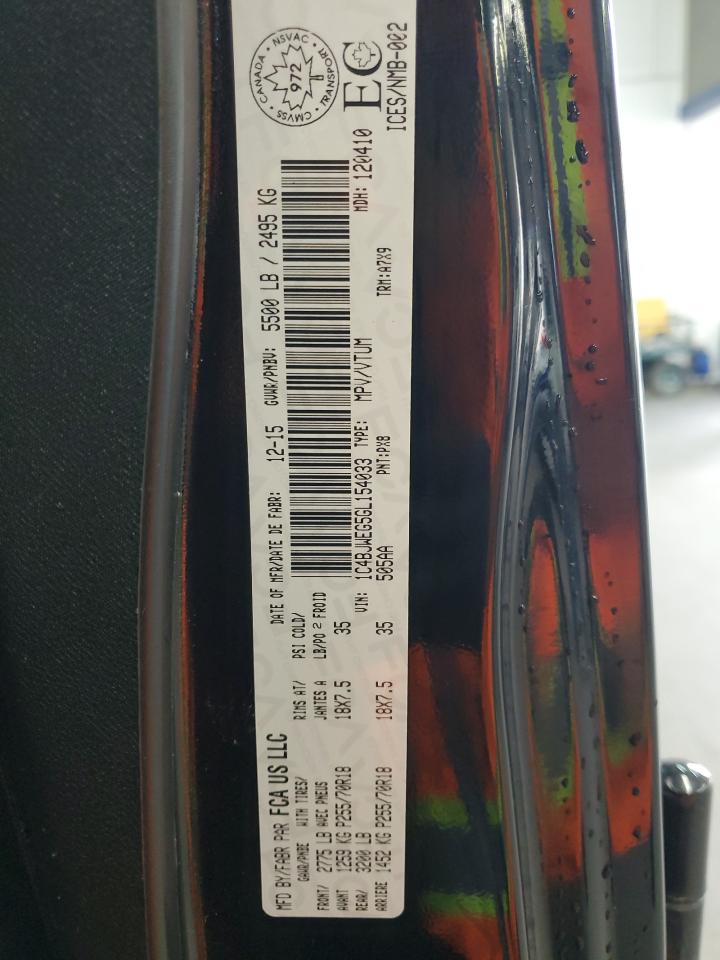 MFD BY/FABR PAR FCA US LLC
DATE OF MFR/DATE DE FABR: 12-15
GVWR/PNBV: 5500 LB / 2495 KG
GAWR/PNBE
WITH TIRES/
RIMS AT/
PSI COLD/
FRONT/ 2775 LB AVEC PNEUS
JANTES A
LB/PO 2 FROID
AVANT 1259 KG P255/70R18
18X7.5
35
REAR/ 3200 LB
ARRIERE 1452 KG P255/70R18
18X7.5
35
VIN: 1C4BJWEG5GL154033
TYPE: MPV/VTUM
MDH: 120410
505AA
PNT:PX8
TRM:A7X9
CANADA · NSVAC · TRANSPORT · CMVSS ·
972
EC
ICES/NMB-002